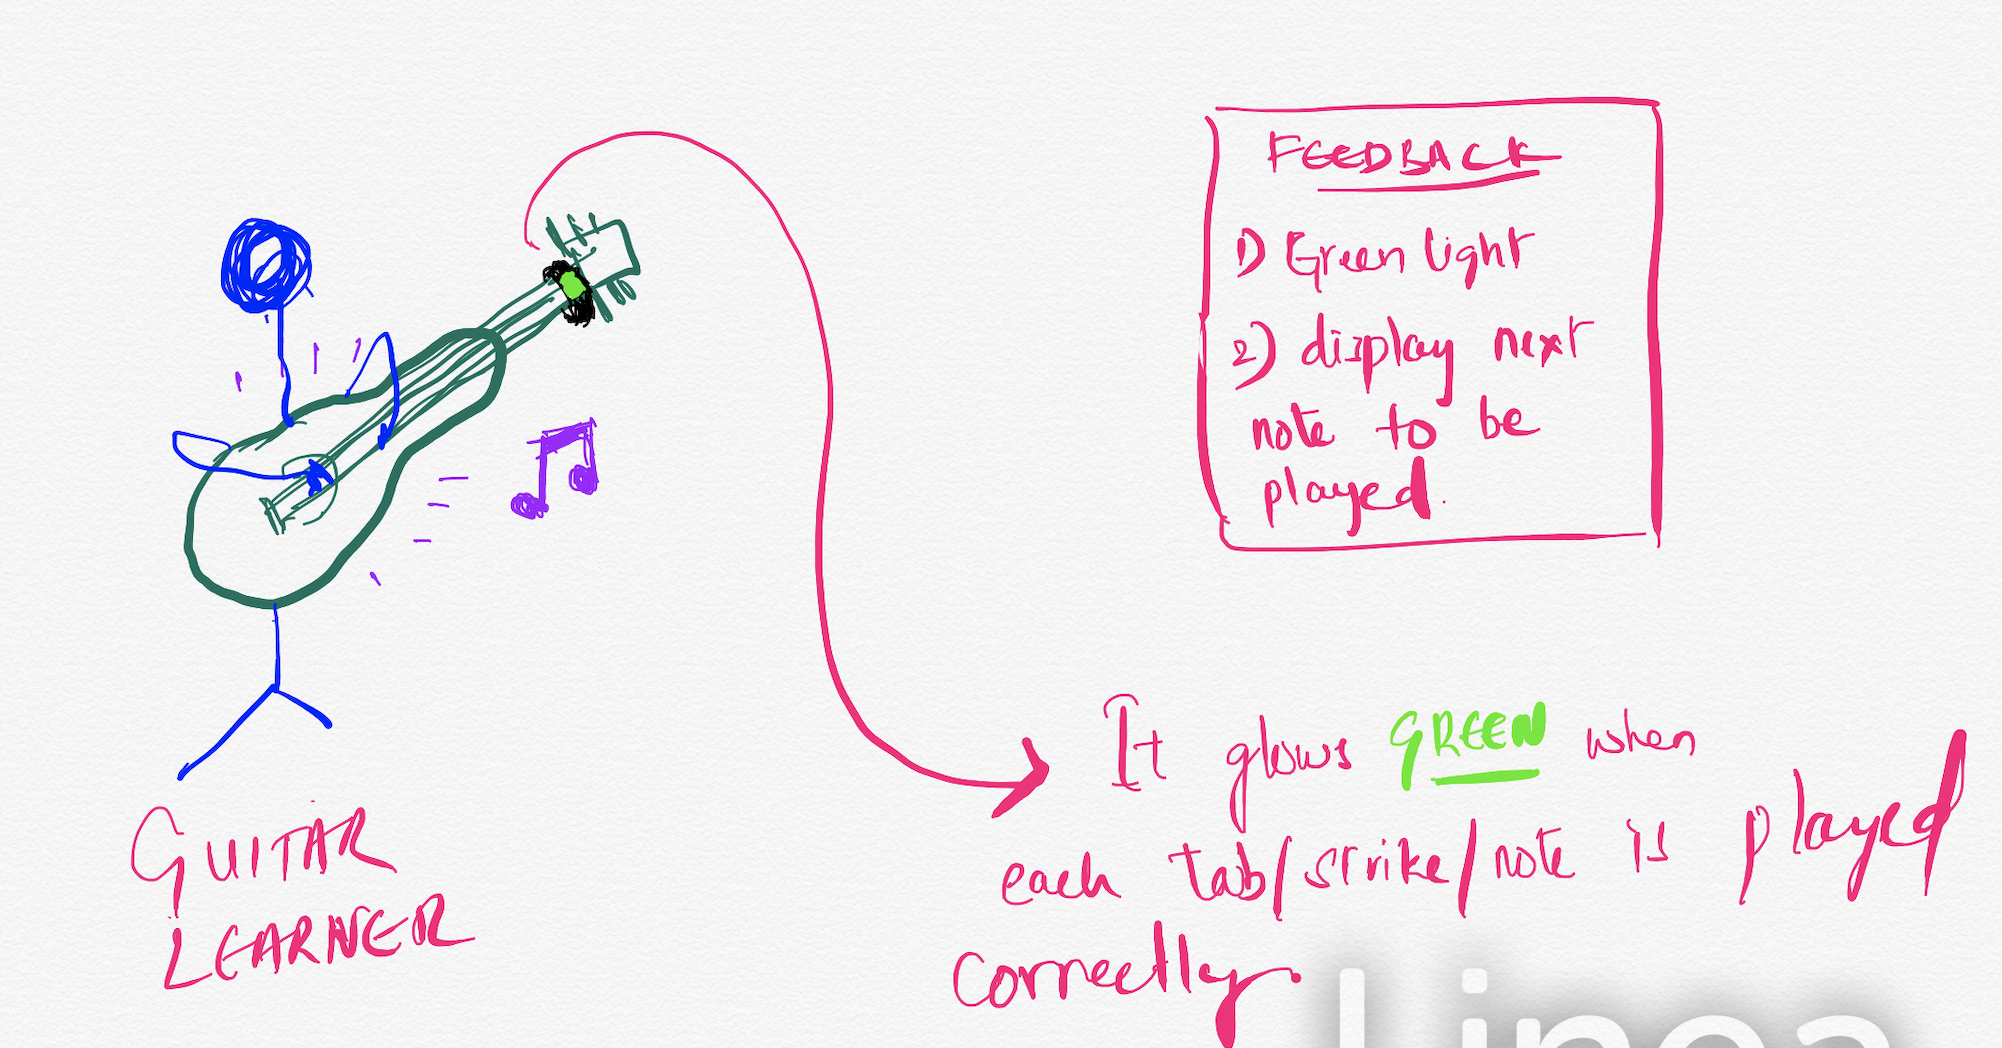 FEEDBACK
1) Green light
2) display next
note to be
played.
It glows GREEN when
each tab/strike/note is played
correctly.
GUITAR
LEARNER
Linea